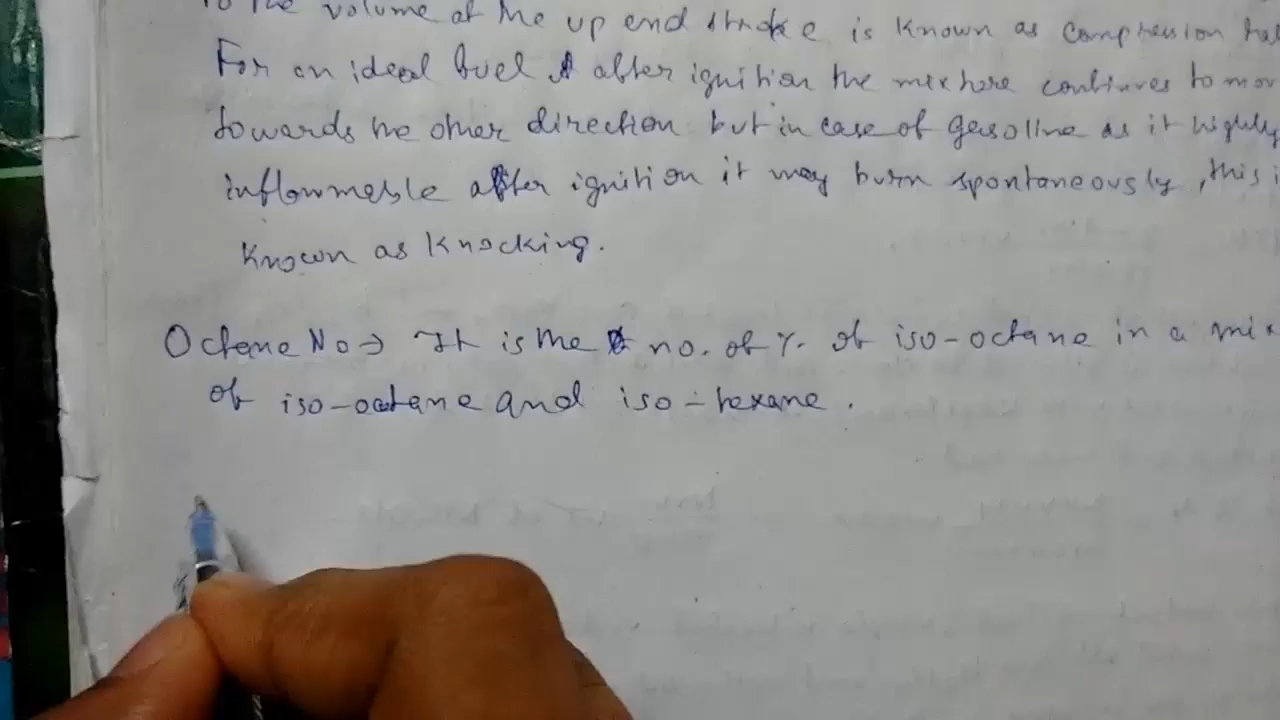 to the volume at the up end stroke is known as compression
For an ideal fuel after ignition the mixture continues to mov
towards the other direction but in case of gasoline as it highly
inflammable after ignition it may burn spontaneously, this i
known as Knocking.
Octane No → It is the no. of % of iso-octane in a mix
of iso-octane and iso-hexane.